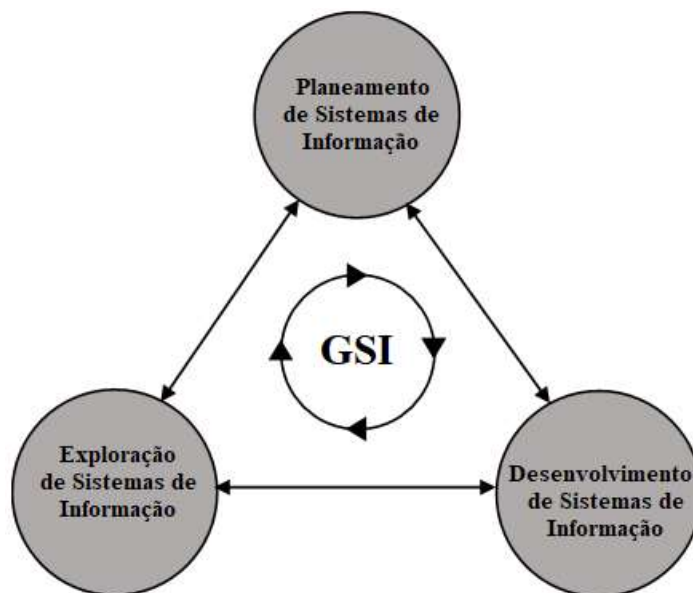 Planeamento
de Sistemas de
Informação
GSI
Exploração
de Sistemas de
Informação
Desenvolvimento
de Sistemas de
Informação